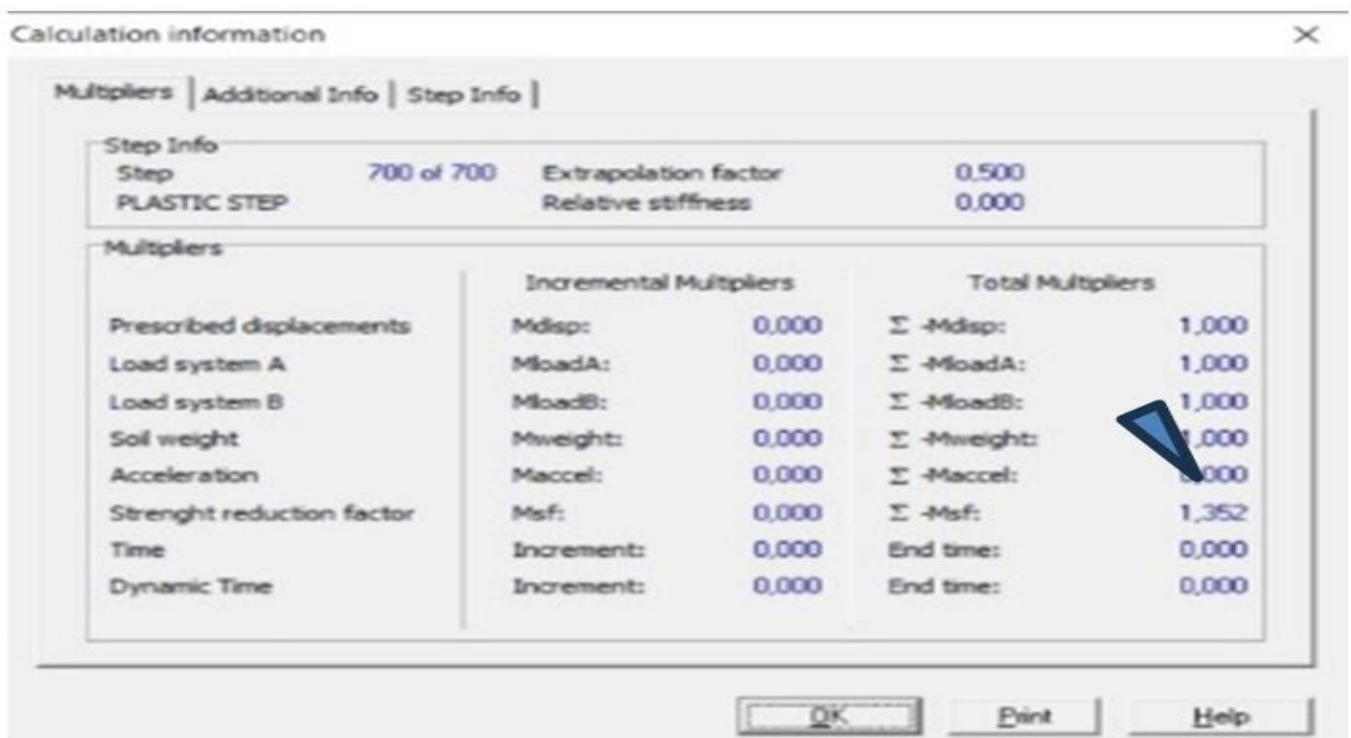 Calculation information
Multipliers Additional Info Step Info
Step Info
Step 700 of 700 Extrapolation factor 0,500
PLASTIC STEP Relative stiffness 0,000
Multipliers
Incremental Multipliers Total Multipliers
Prescribed displacements Mdisp: 0,000 Σ -Mdisp: 1,000
Load system A MloadA: 0,000 Σ -MloadA: 1,000
Load system B MloadB: 0,000 Σ -MloadB: 1,000
Soil weight Mweight: 0,000 Σ -Mweight: 1,000
Acceleration Maccel: 0,000 Σ -Maccel:
Strenght reduction factor Msf: 0,000 Σ -Msf: 1,352
Time Increment: 0,000 End time: 0,000
Dynamic Time Increment: 0,000 End time: 0,000
OK Print Help